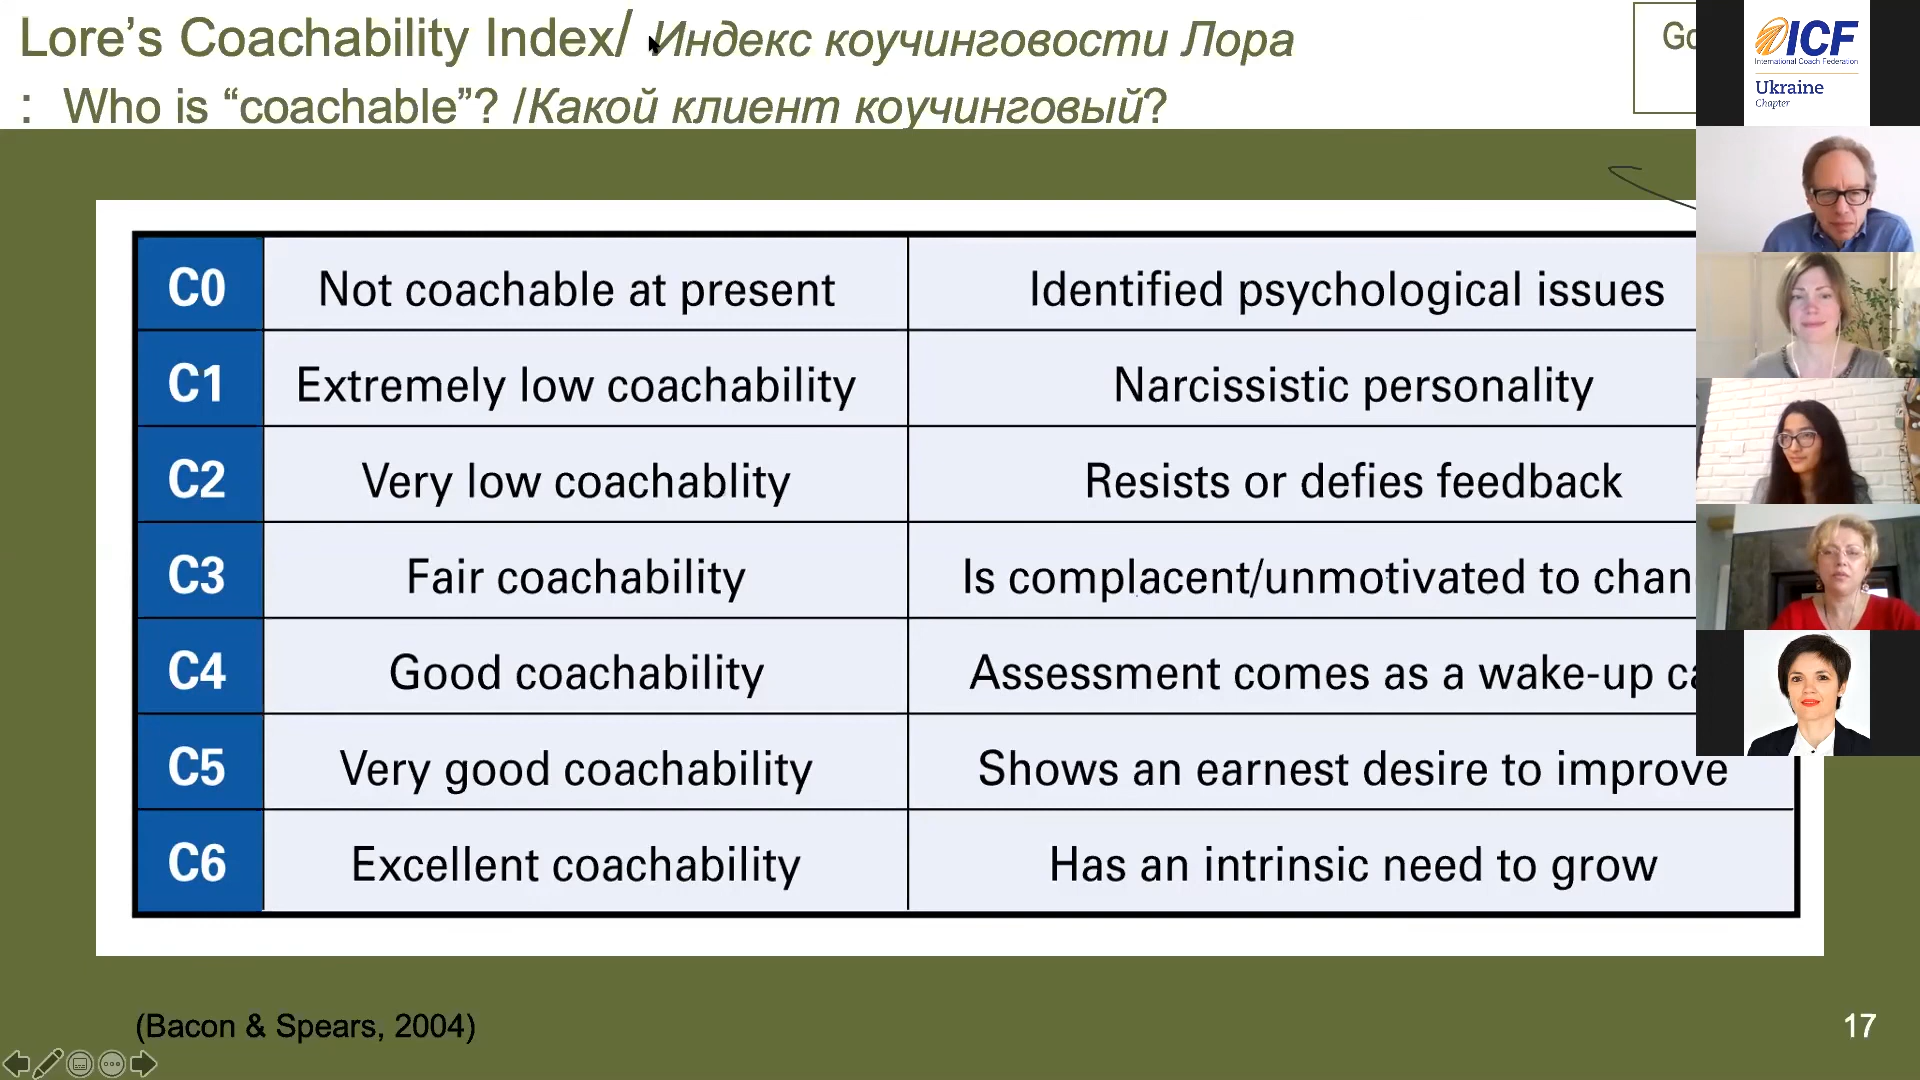 Lore’s Coachability Index/ Индекс коучинговости Лора
: Who is “coachable”? /Какой клиент коучинговый?
ICF
International Coach Federation
Ukraine
Chapter
C0 Not coachable at present Identified psychological issues
C1 Extremely low coachability Narcissistic personality
C2 Very low coachablity Resists or defies feedback
C3 Fair coachability Is complacent/unmotivated to chan
C4 Good coachability Assessment comes as a wake-up ca
C5 Very good coachability Shows an earnest desire to improve
C6 Excellent coachability Has an intrinsic need to grow
(Bacon & Spears, 2004)
17